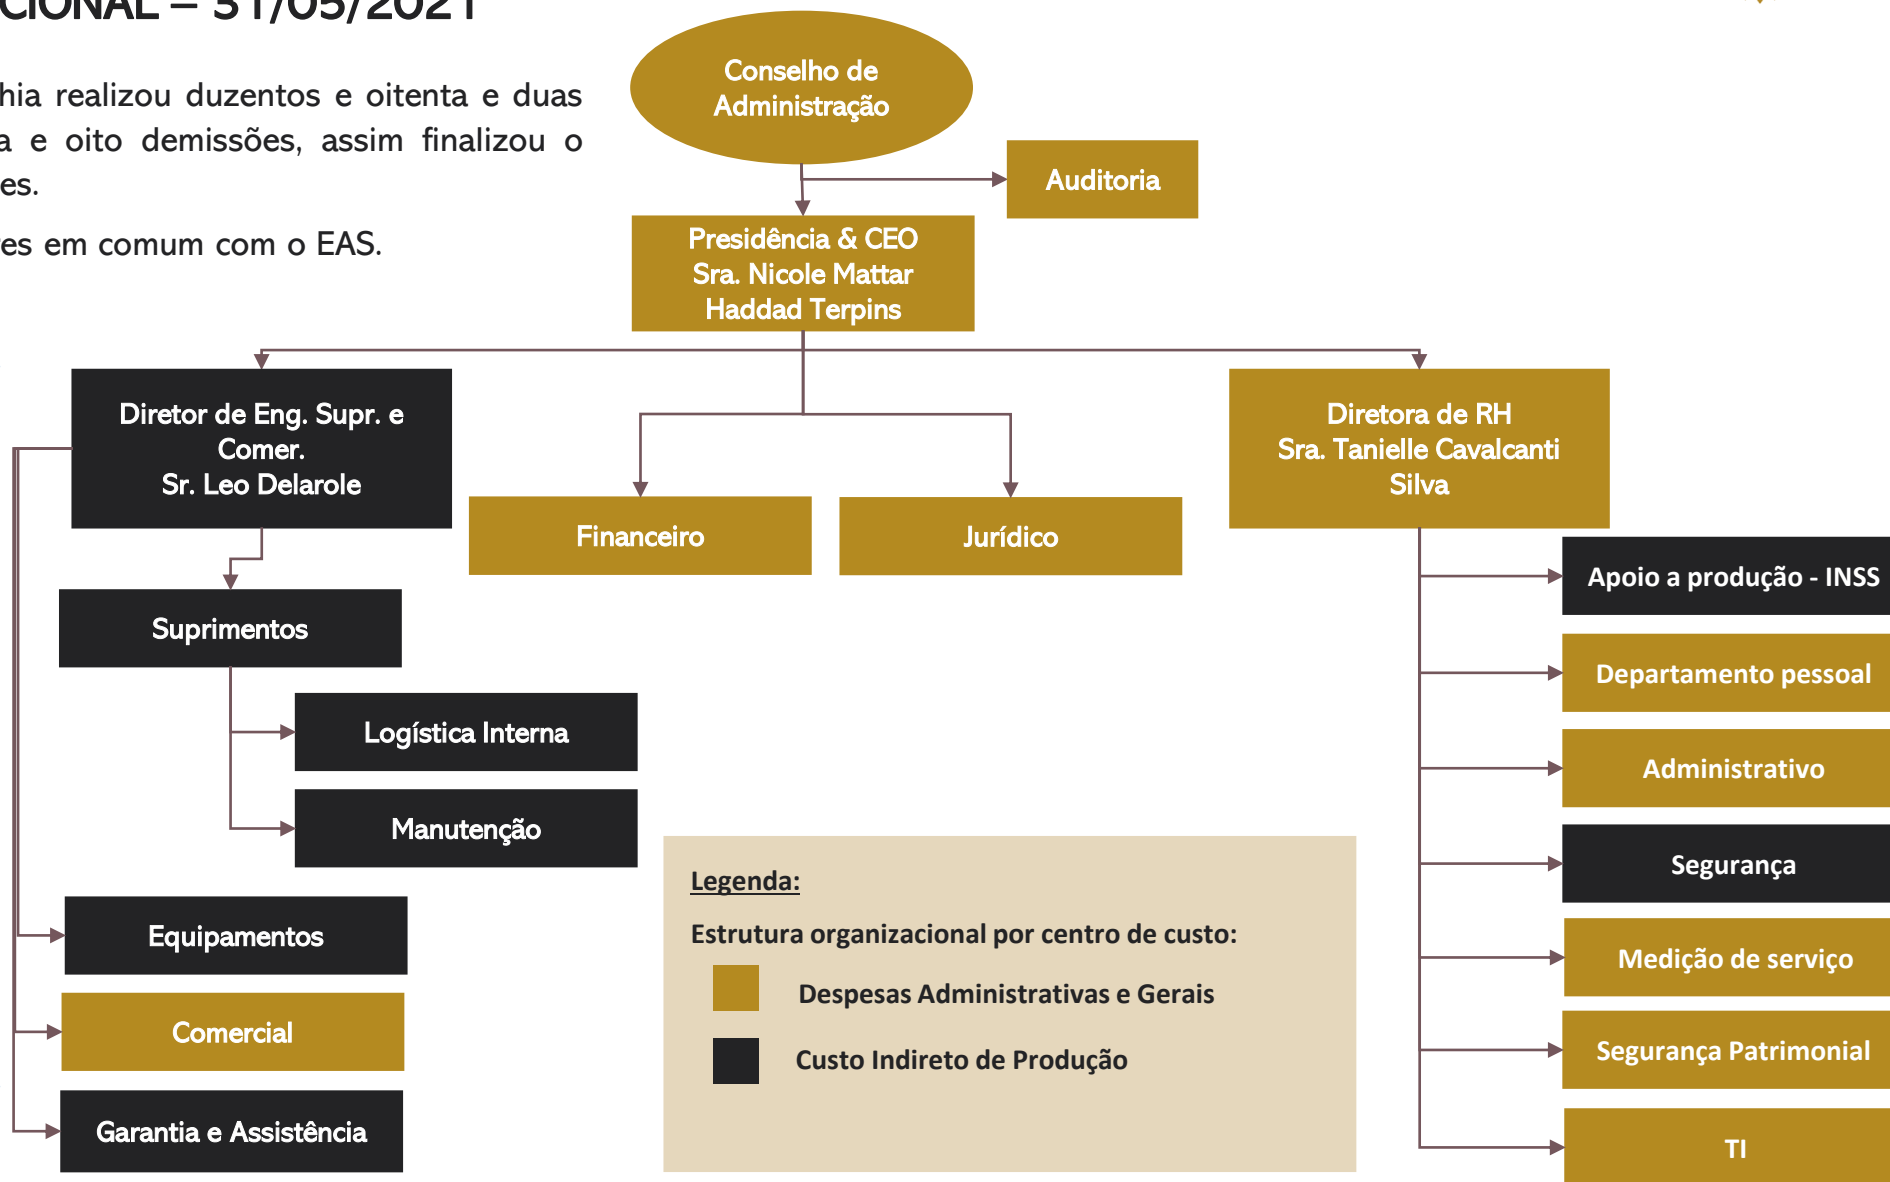 CIONAL – 31/05/2021
hia realizou duzentos e oitenta e duas
a e oito demissões, assim finalizou o
es.
es em comum com o EAS.
Conselho de
Administração
Auditoria
Presidência & CEO
Sra. Nicole Mattar
Haddad Terpins
Diretor de Eng. Supr. e
Comer.
Sr. Leo Delarole
Financeiro
Jurídico
Diretora de RH
Sra. Tanielle Cavalcanti
Silva
Suprimentos
Logística Interna
Manutenção
Equipamentos
Comercial
Garantia e Assistência
Apoio a produção - INSS
Departamento pessoal
Administrativo
Segurança
Medição de serviço
Segurança Patrimonial
TI
Legenda:
Estrutura organizacional por centro de custo:
Despesas Administrativas e Gerais
Custo Indireto de Produção